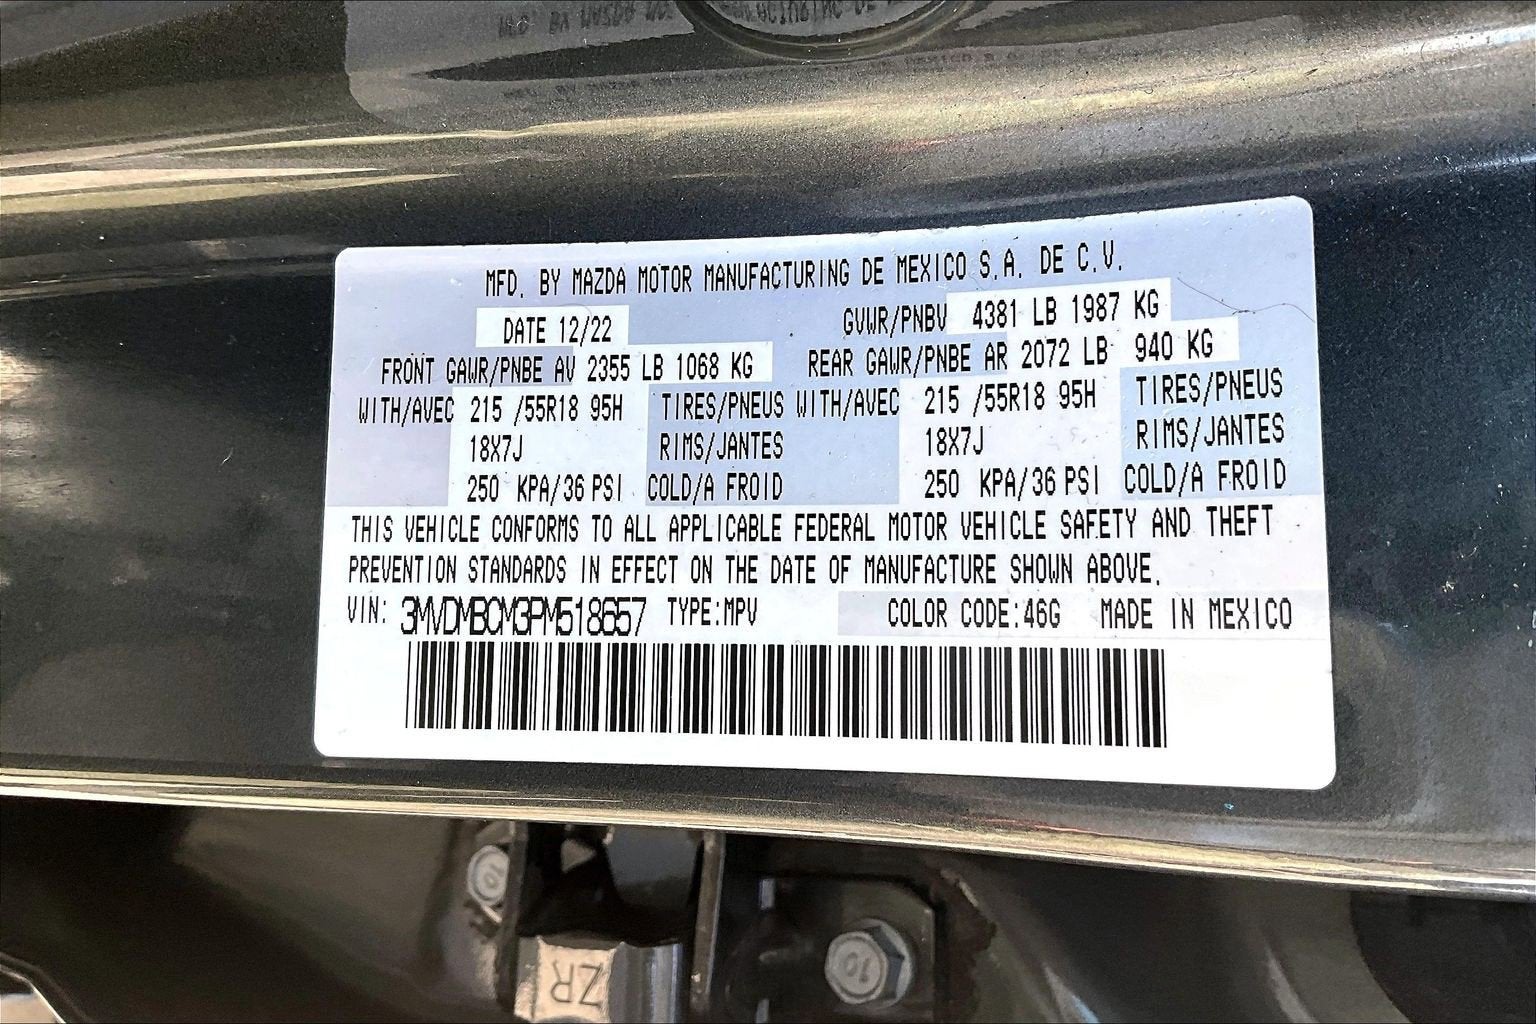 MFD. BY MAZDA MOTOR MANUFACTURING DE MEXICO S.A. DE C.V.
DATE 12/22 GVWR/PNBV 4381 LB 1987 KG
FRONT GAWR/PNBE AV 2355 LB 1068 KG REAR GAWR/PNBE AR 2072 LB 940 KG
WITH/AVEC 215 /55R18 95H TIRES/PNEUS WITH/AVEC 215 /55R18 95H TIRES/PNEUS
18X7J RIMS/JANTES 18X7J RIMS/JANTES
250 KPA/36 PSI COLD/A FROID 250 KPA/36 PSI COLD/A FROID
THIS VEHICLE CONFORMS TO ALL APPLICABLE FEDERAL MOTOR VEHICLE SAFETY AND THEFT
PREVENTION STANDARDS IN EFFECT ON THE DATE OF MANUFACTURE SHOWN ABOVE.
VIN: 3MVDMBCM3PM518657 TYPE:MPV COLOR CODE:46G MADE IN MEXICO
10
ZR
10